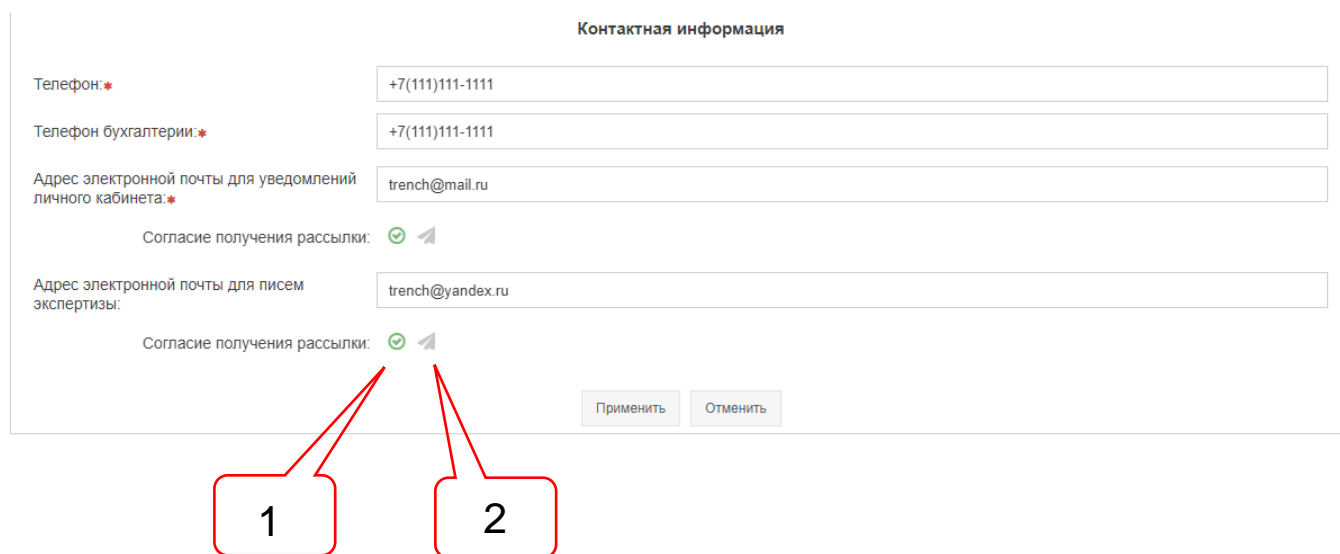 Контактная информация
Телефон:*
+7(111)111-1111
Телефон бухгалтерии:*
+7(111)111-1111
Адрес электронной почты для уведомлений
личного кабинета:*
trench@mail.ru
Согласие получения рассылки:
Адрес электронной почты для писем
экспертизы:
trench@yandex.ru
Согласие получения рассылки:
Применить
Отменить
1
2